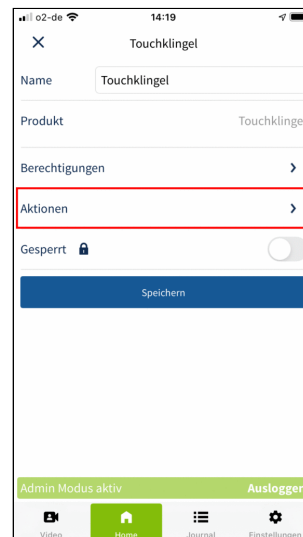 o2-de 14:19
Touchklingel
Name Touchklingel
Produkt Touchklinge
Berechtigungen
Aktionen
Gesperrt
Speichern
Admin Modus aktiv Auslogger
Video Home Journal Einstellungen